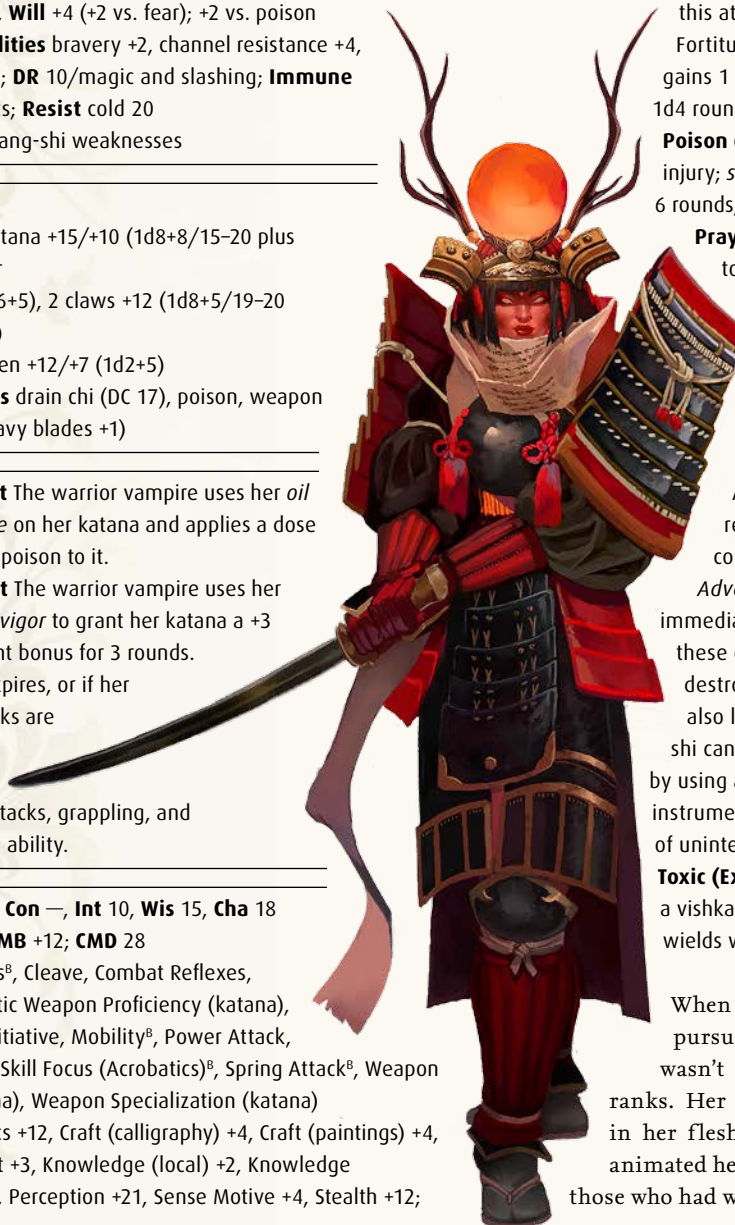 , Will +4 (+2 vs. fear); +2 vs. poison
lities bravery +2, channel resistance +4,
; DR 10/magic and slashing; Immune
s; Resist cold 20
ang-shi weaknesses
tana +15/+10 (1d8+8/15–20 plus
6+5), 2 claws +12 (1d8+5/19–20
)
en +12/+7 (1d2+5)
s drain chi (DC 17), poison, weapon
avy blades +1)
t The warrior vampire uses her oil
e on her katana and applies a dose
poison to it.
t The warrior vampire uses her
vigor to grant her katana a +3
nt bonus for 3 rounds.
xpires, or if her
ks are
tacks, grappling, and
ability.
Con —, Int 10, Wis 15, Cha 18
MB +12; CMD 28
sᴮ, Cleave, Combat Reflexes,
tic Weapon Proficiency (katana),
itiative, Mobilityᴮ, Power Attack,
Skill Focus (Acrobatics)ᴮ, Spring Attackᴮ, Weapon
na), Weapon Specialization (katana)
cs +12, Craft (calligraphy) +4, Craft (paintings) +4,
t +3, Knowledge (local) +2, Knowledge
, Perception +21, Sense Motive +4, Stealth +12;
this at
Fortitu
gains 1
1d4 roun
Poison (
injury; s
6 rounds,
Pray
to
A
re
co
Adve
immedia
these c
destro
also l
shi can
by using a
instrume
of uninte
Toxic (Ex
a vishka
wields w
When
pursu
wasn't
ranks. Her
in her flesh
animated he
those who had w